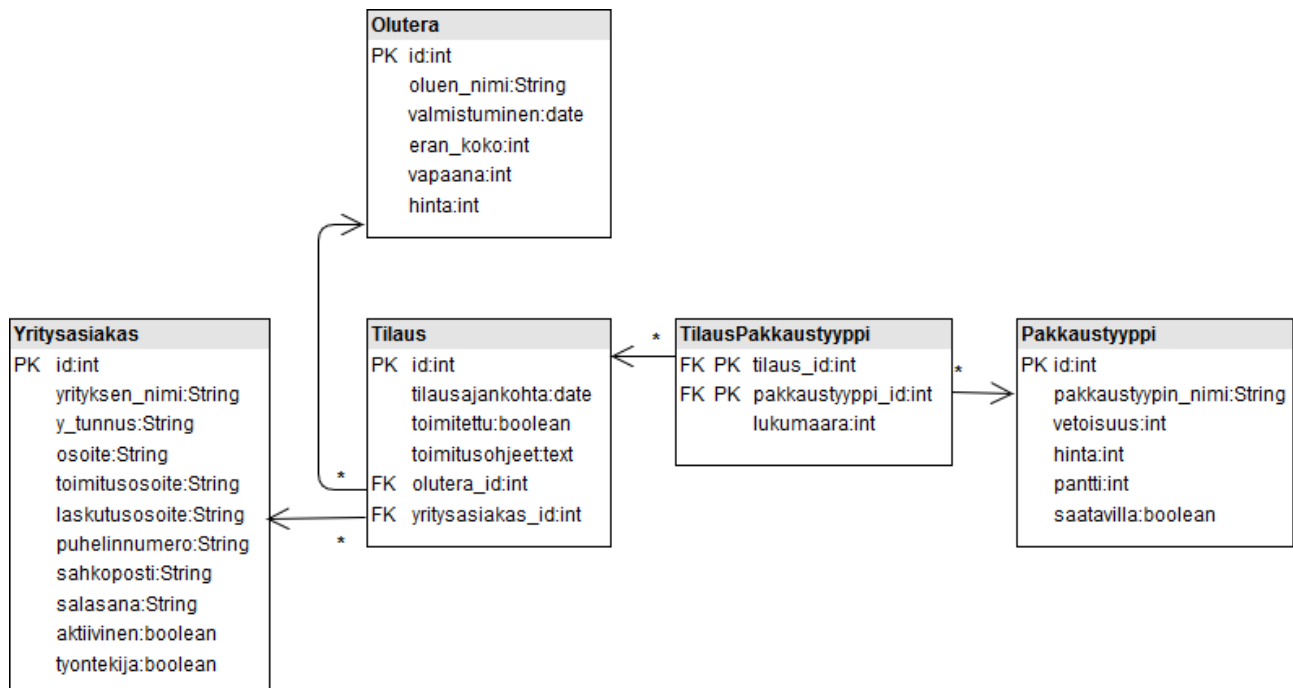 Olutera
PK id:int
oluen_nimi:String
valmistuminen:date
eran_koko:int
vapaana:int
hinta:int
Yritysasiakas
PK id:int
yrityksen_nimi:String
y_tunnus:String
osoite:String
toimitusosoite:String
laskutusosoite:String
puhelinnumero:String
sahkoposti:String
salasana:String
aktiivinen:boolean
tyontekija:boolean
*
*
Tilaus
PK id:int
tilausajankohta:date
toimitettu:boolean
toimitusohjeet:text
FK olutera_id:int
FK yritysasiakas_id:int
*
TilausPakkaustyyppi
FK PK tilaus_id:int
FK PK pakkaustyyppi_id:int
lukumaara:int
*
Pakkaustyyppi
PK id:int
pakkaustyypin_nimi:String
vetoisuus:int
hinta:int
pantti:int
saatavilla:boolean